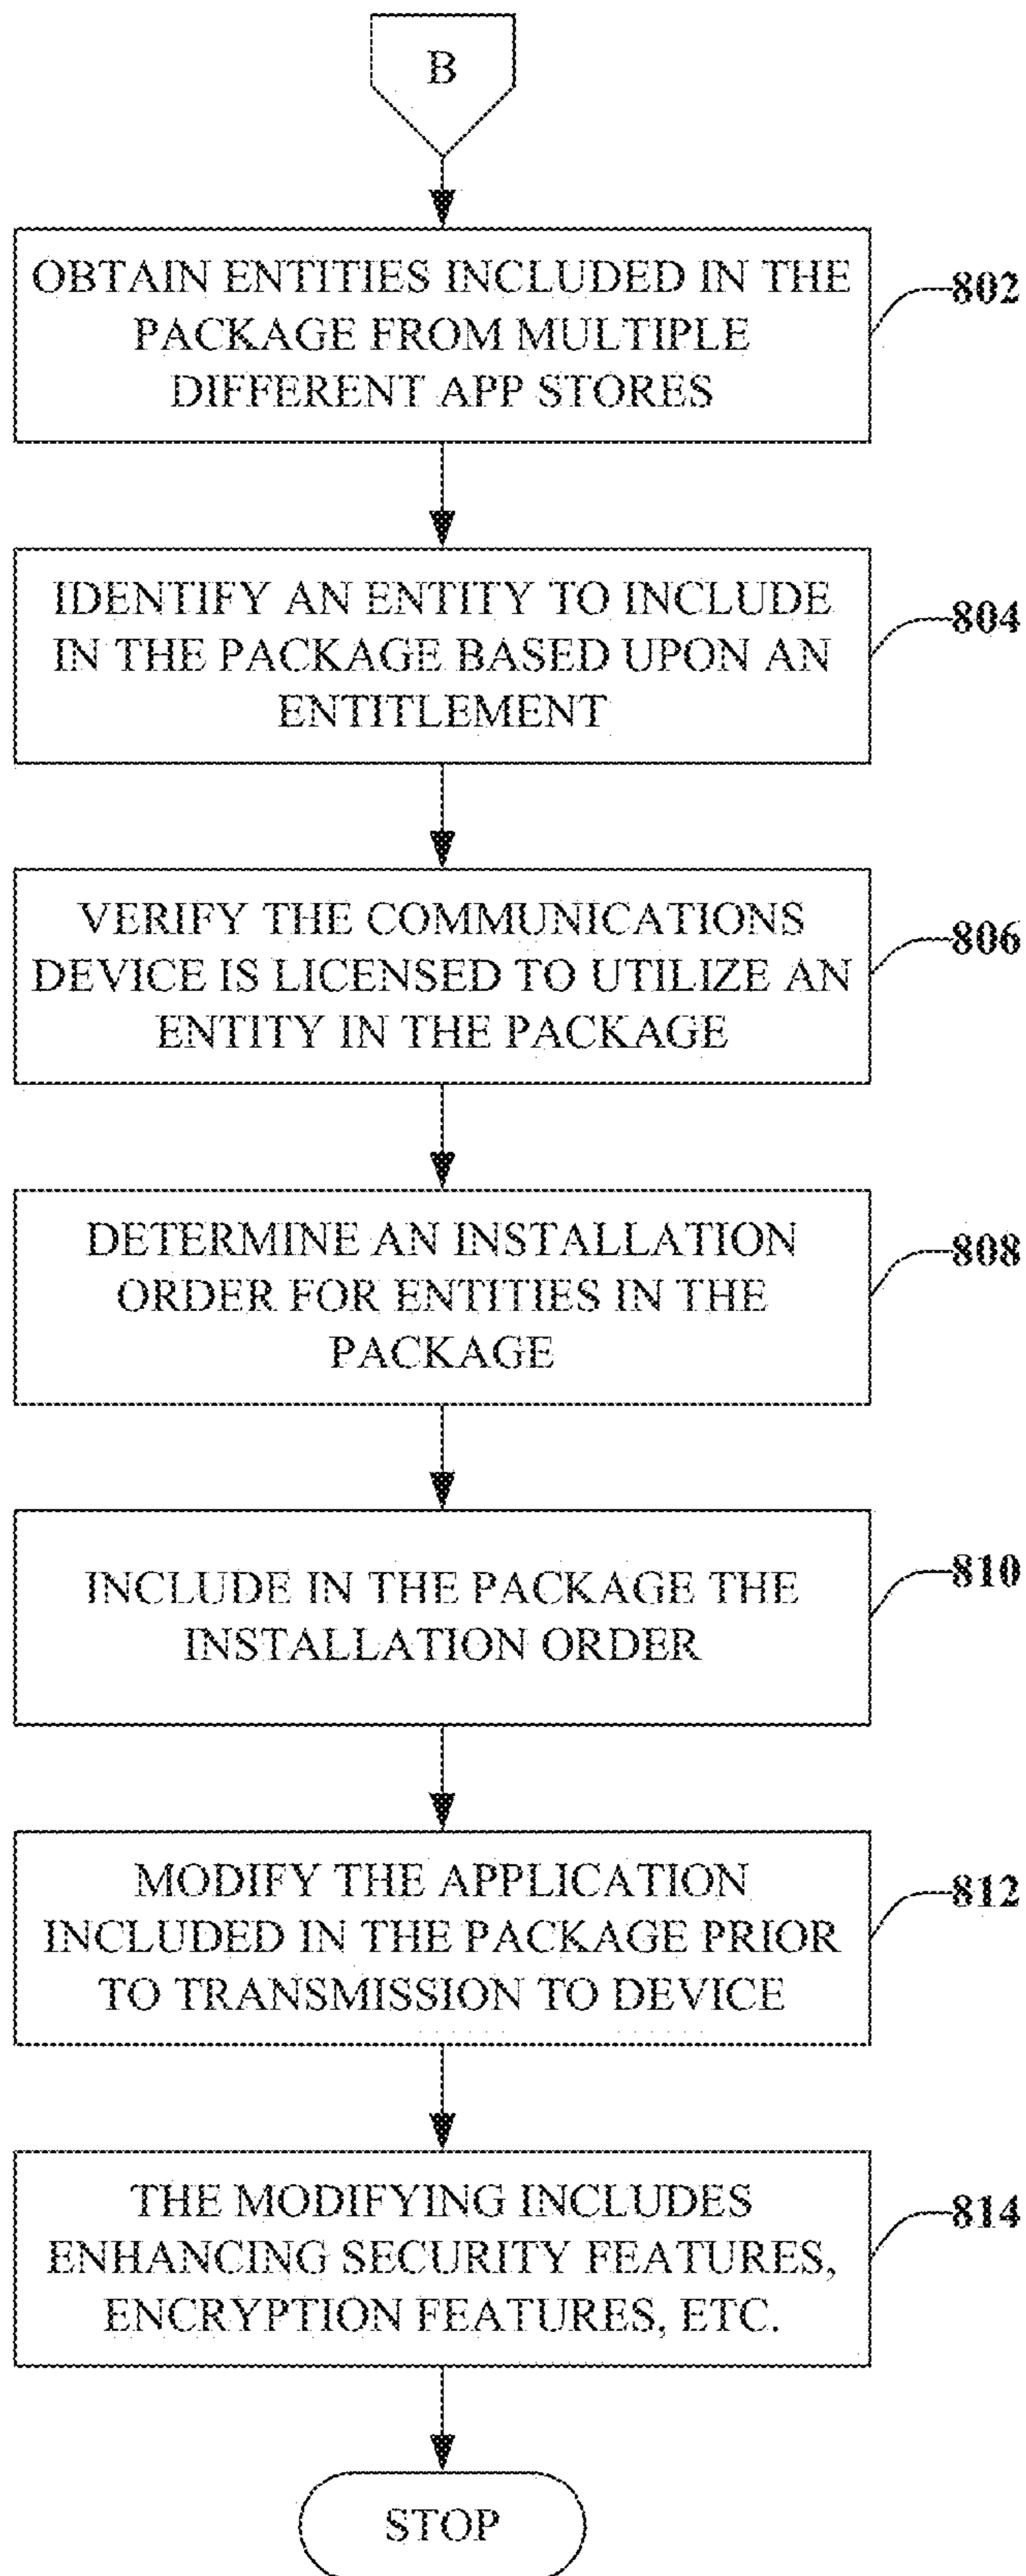 B
OBTAIN ENTITIES INCLUDED IN THE
PACKAGE FROM MULTIPLE
DIFFERENT APP STORES
802
IDENTIFY AN ENTITY TO INCLUDE
IN THE PACKAGE BASED UPON AN
ENTITLEMENT
804
VERIFY THE COMMUNICATIONS
DEVICE IS LICENSED TO UTILIZE AN
ENTITY IN THE PACKAGE
806
DETERMINE AN INSTALLATION
ORDER FOR ENTITIES IN THE
PACKAGE
808
INCLUDE IN THE PACKAGE THE
INSTALLATION ORDER
810
MODIFY THE APPLICATION
INCLUDED IN THE PACKAGE PRIOR
TO TRANSMISSION TO DEVICE
812
THE MODIFYING INCLUDES
ENHANCING SECURITY FEATURES,
ENCRYPTION FEATURES, ETC.
814
STOP